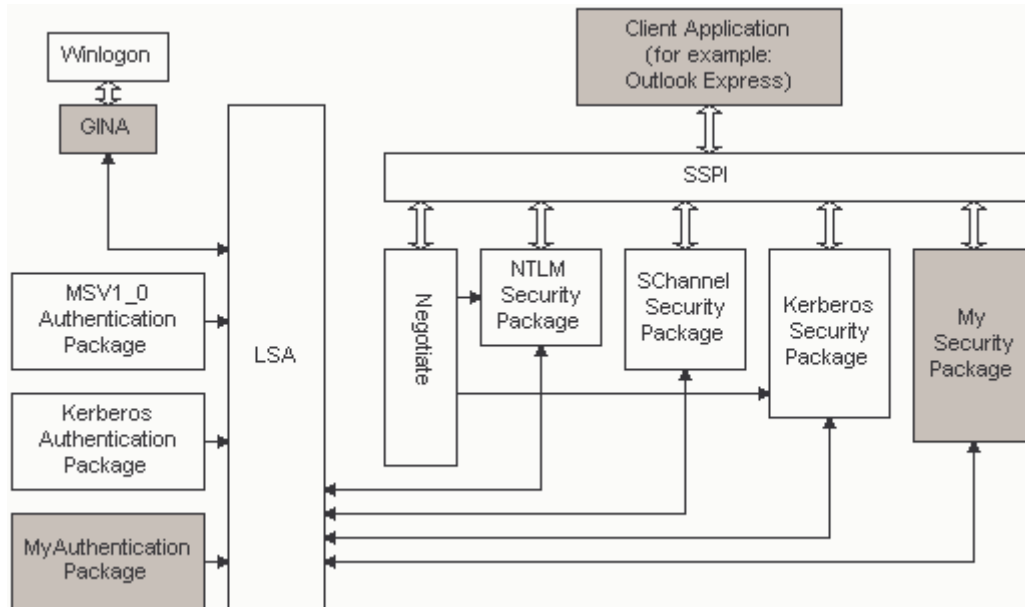 Winlogon
GINA
Client Application
(for example:
Outlook Express)
SSPI
MSV1_0
Authentication
Package
Kerberos
Authentication
Package
MyAuthentication
Package
LSA
Negotiate
NTLM
Security
Package
SChannel
Security
Package
Kerberos
Security
Package
My
Security
Package